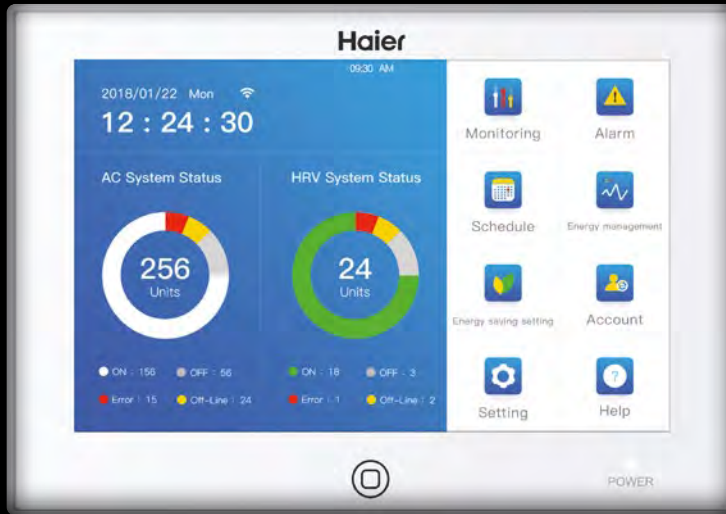 Haier
09:30 AM
2018/01/22 Mon
12 : 24 : 30
AC System Status
HRV System Status
256
Units
24
Units
ON : 156
OFF : 56
ON : 18
OFF : 3
Error : 15
Off-Line : 24
Error : 1
Off-Line : 2
Monitoring
Alarm
Schedule
Energy management
Energy saving setting
Account
Setting
?
Help
POWER